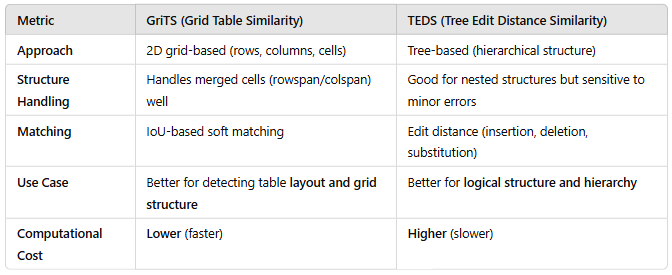 Metric GriTS (Grid Table Similarity) TEDS (Tree Edit Distance Similarity)
Approach 2D grid-based (rows, columns, cells) Tree-based (hierarchical structure)
Structure Handles merged cells (rowspan/colspan) Good for nested structures but sensitive to
Handling well minor errors
Matching IoU-based soft matching Edit distance (insertion, deletion,
substitution)
Use Case Better for detecting table layout and grid Better for logical structure and hierarchy
structure
Computational Lower (faster) Higher (slower)
Cost